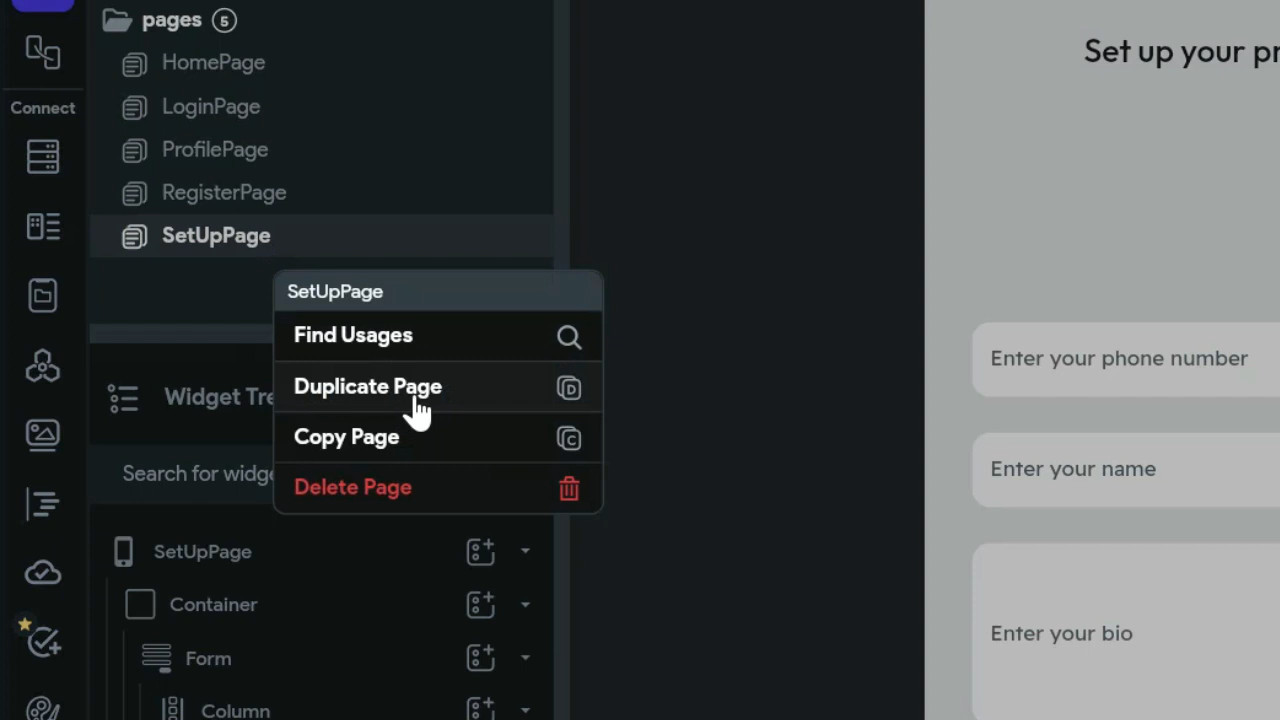 pages 5
HomePage
LoginPage
ProfilePage
RegisterPage
SetUpPage
Connect
SetUpPage
Find Usages
Duplicate Page
D
Copy Page
C
Delete Page
Widget Tre
Search for widge
SetUpPage
Container
Form
Column
Set up your pr
Enter your phone number
Enter your name
Enter your bio